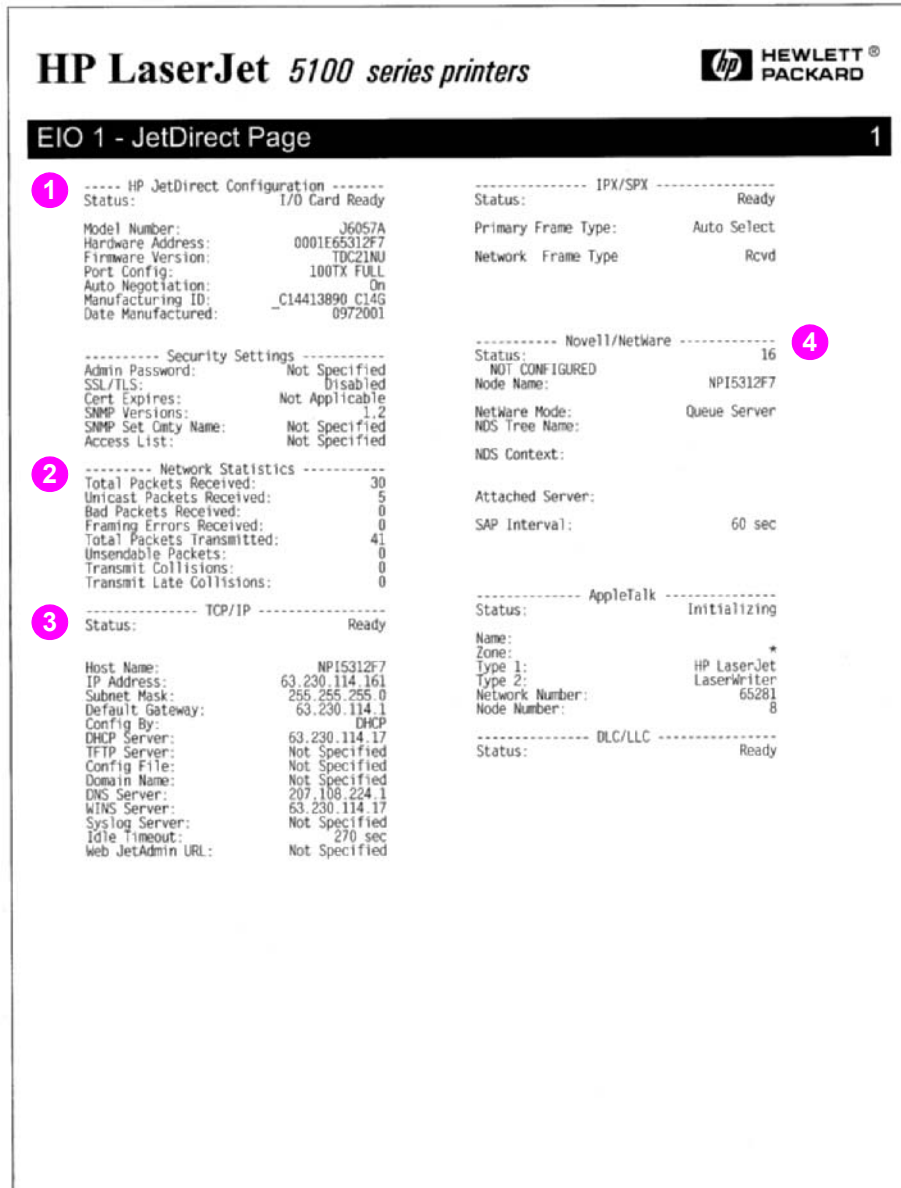 HP LaserJet 5100 series printers
hp HEWLETT ® PACKARD
EIO 1 - JetDirect Page 1
1
----- HP JetDirect Configuration -------
Status: I/O Card Ready
Model Number: J6057A
Hardware Address: 0001E65312F7
Firmware Version: TDC21NU
Port Config: 100TX FULL
Auto Negotiation: On
Manufacturing ID: _C14413890_C14G
Date Manufactured: 0972001
---------- Security Settings ----------
Admin Password: Not Specified
SSL/TLS: Disabled
Cert Expires: Not Applicable
SNMP Versions: 1,2
SNMP Set Cmty Name: Not Specified
Access List: Not Specified
2
--------- Network Statistics -----------
Total Packets Received: 30
Unicast Packets Received: 5
Bad Packets Received: 0
Framing Errors Received: 0
Total Packets Transmitted: 41
Unsendable Packets: 0
Transmit Collisions: 0
Transmit Late Collisions: 0
3
-------------- TCP/IP ----------------
Status: Ready
Host Name: NPI5312F7
IP Address: 63.230.114.161
Subnet Mask: 255.255.255.0
Default Gateway: 63.230.114.1
Config By: DHCP
DHCP Server: 63.230.114.17
TFTP Server: Not Specified
Config File: Not Specified
Domain Name: Not Specified
DNS Server: 207.108.224.1
WINS Server: 63.230.114.17
Syslog Server: Not Specified
Idle Timeout: 270 sec
Web JetAdmin URL: Not Specified
-------------- IPX/SPX ---------------
Status: Ready
Primary Frame Type: Auto Select
Network Frame Type Rcvd
----------- Novell/NetWare ------------
4
Status: 16
NOT CONFIGURED
Node Name: NPI5312F7
NetWare Mode: Queue Server
NDS Tree Name:
NDS Context:
Attached Server:
SAP Interval: 60 sec
------------- AppleTalk --------------
Status: Initializing
Name:
Zone: *
Type 1: HP LaserJet
Type 2: LaserWriter
Network Number: 65281
Node Number: 8
-------------- DLC/LLC ---------------
Status: Ready